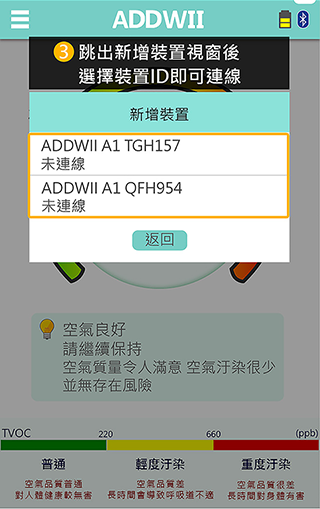 ADDWII
3 跳出新增裝置視窗後
選擇裝置ID即可連線
新增裝置
ADDWII A1 TGH157
未連線
ADDWII A1 QFH954
未連線
返回
空氣良好
請繼續保持
空氣質量令人滿意 空氣汙染很少
並無存在風險
TVOC 220 660 (ppb)
普通 輕度汙染 重度汙染
空氣品質普通 空氣品質差 空氣品質很差
對人體健康較無害 長時間會導致呼吸道不適 長時間對身體有害